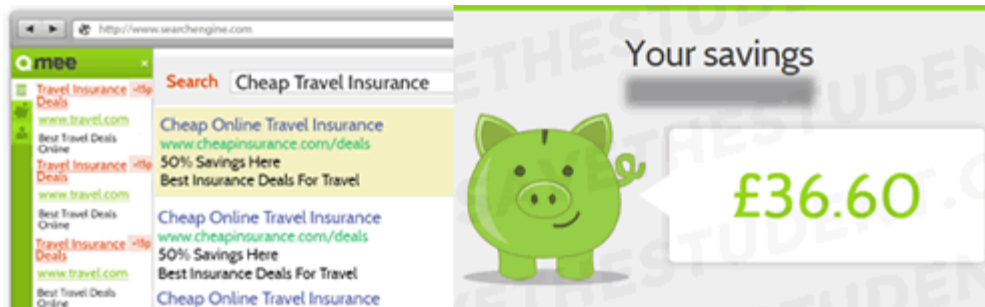 http://www.searchengine.com
Qmee ×
Travel Insurance +15p
Deals
www.travel.com
Best Travel Deals
Online
Travel Insurance +15p
Deals
www.travel.com
Best Travel Deals
Online
Travel Insurance +15p
Deals
www.travel.com
Best Travel Deals
Online
Search Cheap Travel Insurance
Cheap Online Travel Insurance
www.cheapinsurance.com/deals
50% Savings Here
Best Insurance Deals For Travel
Cheap Online Travel Insurance
www.cheapinsurance.com/deals
50% Savings Here
Best Insurance Deals For Travel
Cheap Online Travel Insurance
Your savings
£36.60
SAVETHESTUDENT